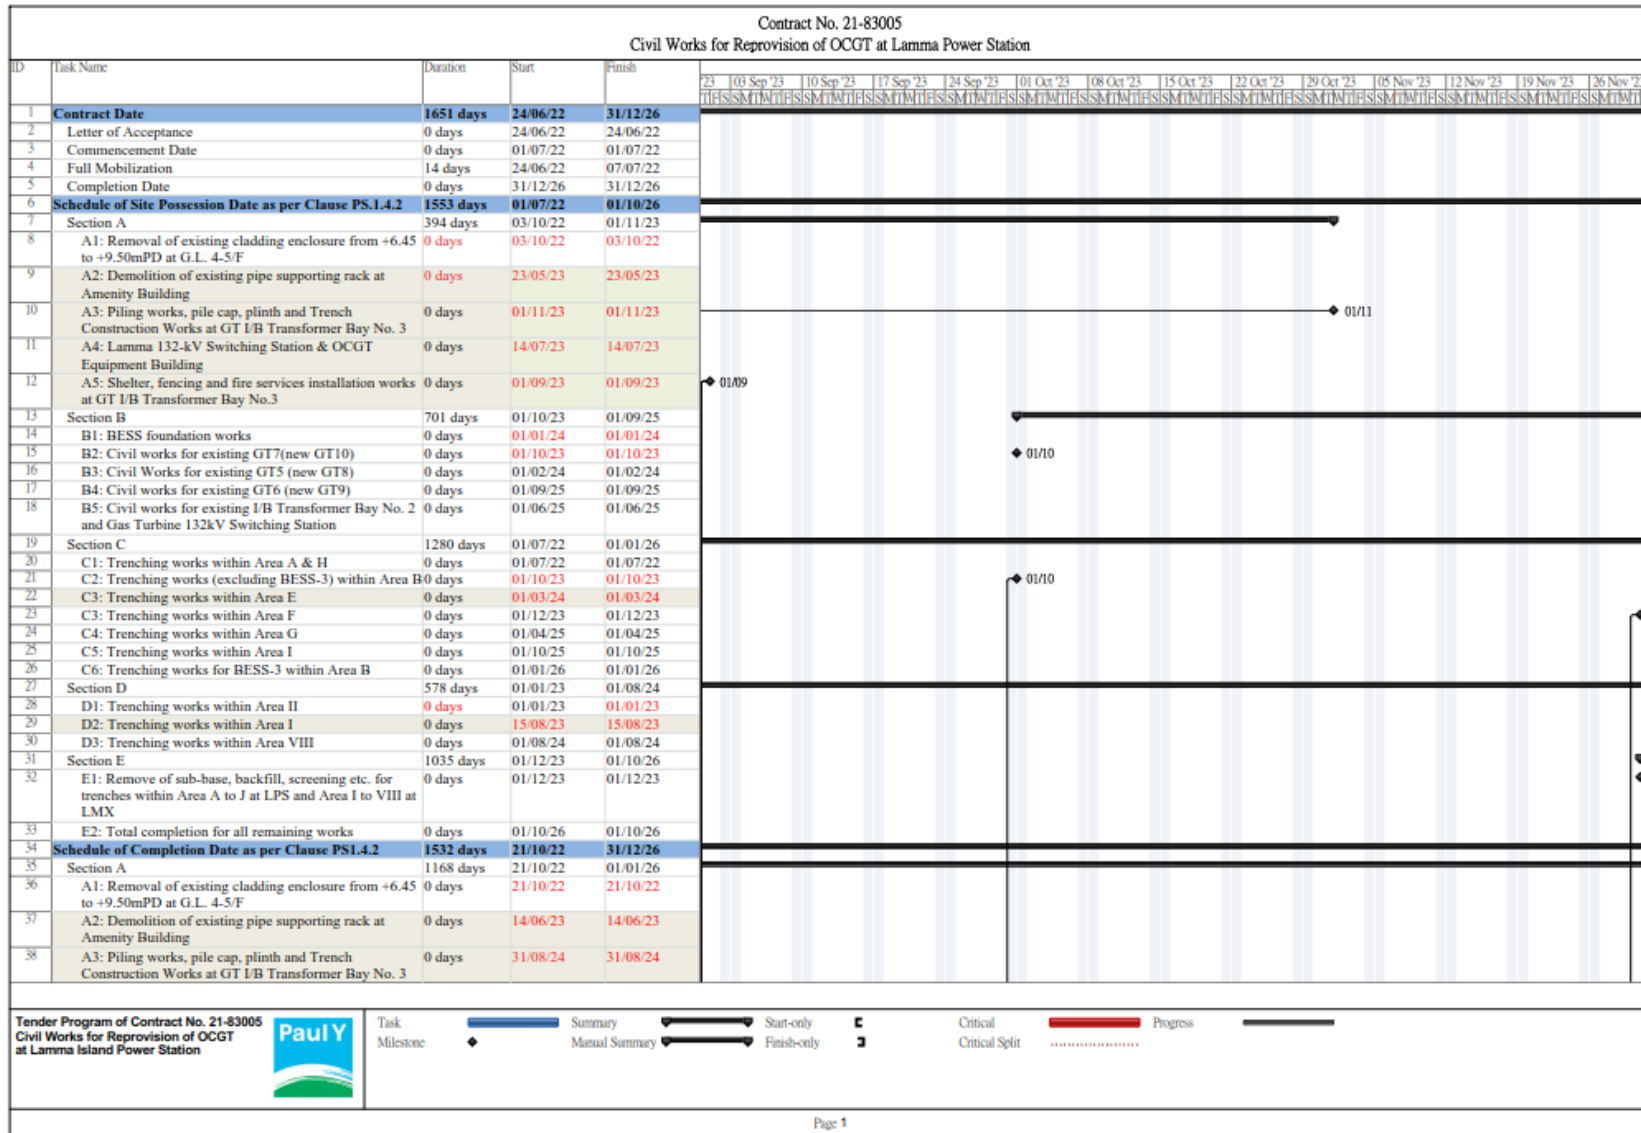 Contract No. 21-83005
Civil Works for Reprovision of OCGT at Lamma Power Station
ID Task Name Duration Start Finish
'23 03 Sep '23 10 Sep '23 17 Sep '23 24 Sep '23 01 Oct '23 08 Oct '23 15 Oct '23 22 Oct '23 29 Oct '23 05 Nov '23 12 Nov '23 19 Nov '23 26 Nov '2
1 Contract Date 1651 days 24/06/22 31/12/26
2 Letter of Acceptance 0 days 24/06/22 24/06/22
3 Commencement Date 0 days 01/07/22 01/07/22
4 Full Mobilization 14 days 24/06/22 07/07/22
5 Completion Date 0 days 31/12/26 31/12/26
6 Schedule of Site Possession Date as per Clause PS.1.4.2 1553 days 01/07/22 01/10/26
7 Section A 394 days 03/10/22 01/11/23
8 A1: Removal of existing cladding enclosure from +6.45 0 days 03/10/22 03/10/22
to +9.50mPD at G.L. 4-5/F
9 A2: Demolition of existing pipe supporting rack at 0 days 23/05/23 23/05/23
Amenity Building
10 A3: Piling works, pile cap, plinth and Trench 0 days 01/11/23 01/11/23 01/11
Construction Works at GT I/B Transformer Bay No. 3
11 A4: Lamma 132-kV Switching Station & OCGT 0 days 14/07/23 14/07/23
Equipment Building
12 A5: Shelter, fencing and fire services installation works 0 days 01/09/23 01/09/23 01/09
at GT I/B Transformer Bay No.3
13 Section B 701 days 01/10/23 01/09/25
14 B1: BESS foundation works 0 days 01/01/24 01/01/24
15 B2: Civil works for existing GT7(new GT10) 0 days 01/10/23 01/10/23 01/10
16 B3: Civil Works for existing GT5 (new GT8) 0 days 01/02/24 01/02/24
17 B4: Civil works for existing GT6 (new GT9) 0 days 01/09/25 01/09/25
18 B5: Civil works for existing I/B Transformer Bay No. 2 0 days 01/06/25 01/06/25
and Gas Turbine 132kV Switching Station
19 Section C 1280 days 01/07/22 01/01/26
20 C1: Trenching works within Area A & H 0 days 01/07/22 01/07/22
21 C2: Trenching works (excluding BESS-3) within Area B 0 days 01/10/23 01/10/23 01/10
22 C3: Trenching works within Area E 0 days 01/03/24 01/03/24
23 C3: Trenching works within Area F 0 days 01/12/23 01/12/23
24 C4: Trenching works within Area G 0 days 01/04/25 01/04/25
25 C5: Trenching works within Area I 0 days 01/10/25 01/10/25
26 C6: Trenching works for BESS-3 within Area B 0 days 01/01/26 01/01/26
27 Section D 578 days 01/01/23 01/08/24
28 D1: Trenching works within Area II 0 days 01/01/23 01/01/23
29 D2: Trenching works within Area I 0 days 15/08/23 15/08/23
30 D3: Trenching works within Area VIII 0 days 01/08/24 01/08/24
31 Section E 1035 days 01/12/23 01/10/26
32 E1: Remove of sub-base, backfill, screening etc. for 0 days 01/12/23 01/12/23
trenches within Area A to J at LPS and Area I to VIII at
LMX
33 E2: Total completion for all remaining works 0 days 01/10/26 01/10/26
34 Schedule of Completion Date as per Clause PS1.4.2 1532 days 21/10/22 31/12/26
35 Section A 1168 days 21/10/22 01/01/26
36 A1: Removal of existing cladding enclosure from +6.45 0 days 21/10/22 21/10/22
to +9.50mPD at G.L. 4-5/F
37 A2: Demolition of existing pipe supporting rack at 0 days 14/06/23 14/06/23
Amenity Building
38 A3: Piling works, pile cap, plinth and Trench 0 days 31/08/24 31/08/24
Construction Works at GT I/B Transformer Bay No. 3
Tender Program of Contract No. 21-83005
Civil Works for Reprovision of OCGT
at Lamma Island Power Station
Paul Y
Task Summary Start-only Critical Progress
Milestone Manual Summary Finish-only Critical Split
Page 1